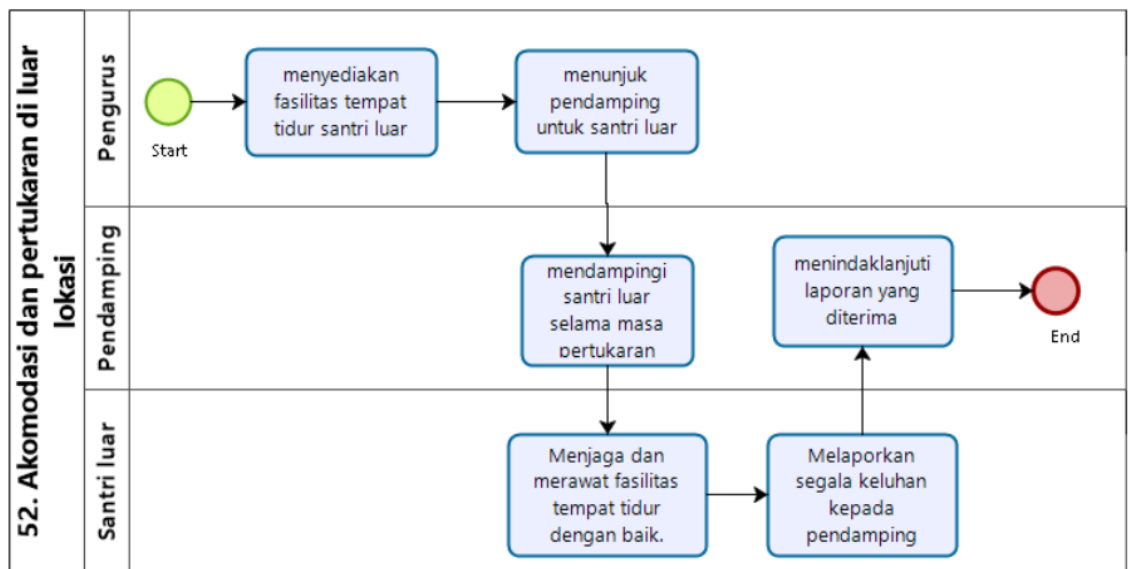 52. Akomodasi dan pertukaran di luar
lokasi
Pengurus
Start
menyediakan
fasilitas tempat
tidur santri luar
menunjuk
pendamping
untuk santri luar
Pendamping
mendampingi
santri luar
selama masa
pertukaran
menindaklanjuti
laporan yang
diterima
End
Santri luar
Menjaga dan
merawat fasilitas
tempat tidur
dengan baik.
Melaporkan
segala keluhan
kepada
pendamping